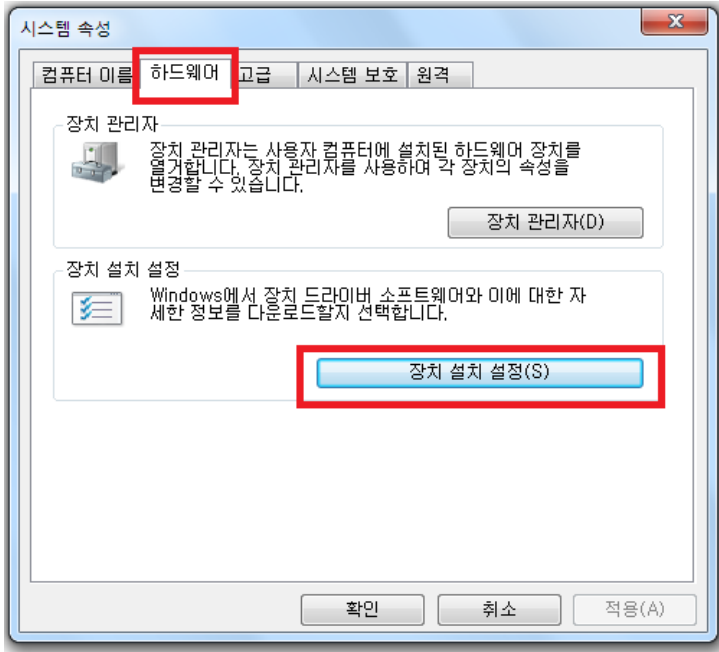 시스템 속성
컴퓨터 이름 하드웨어 고급 시스템 보호 원격
장치 관리자
장치 관리자는 사용자 컴퓨터에 설치된 하드웨어 장치를
열거합니다. 장치 관리자를 사용하여 각 장치의 속성을
변경할 수 있습니다.
장치 관리자(D)
장치 설치 설정
Windows에서 장치 드라이버 소프트웨어와 이에 대한 자
세한 정보를 다운로드할지 선택합니다.
장치 설치 설정(S)
확인 취소 적용(A)